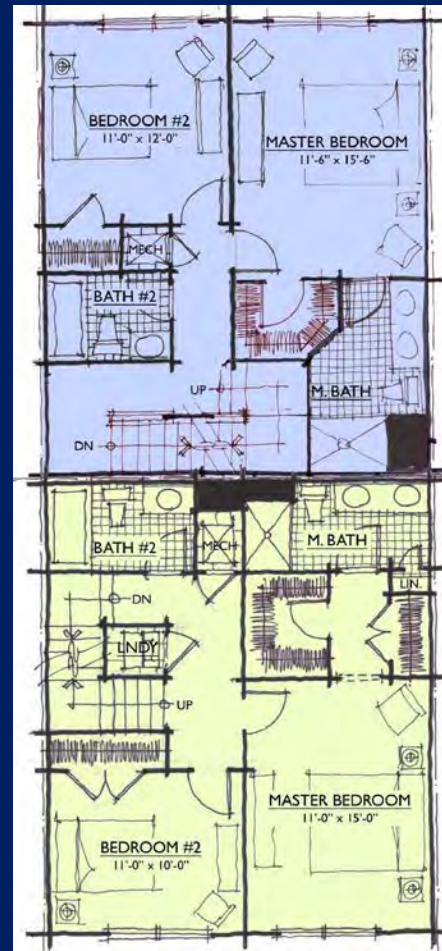 BEDROOM #2
11'-0" x 12'-0"
MASTER BEDROOM
11'-6" x 15'-6"
MECH
BATH #2
UP
M. BATH
DN
BATH #2
MECH
M. BATH
LIN.
DN
LNDY
UP
MASTER BEDROOM
11'-0" x 15'-0"
BEDROOM #2
11'-0" x 10'-0"